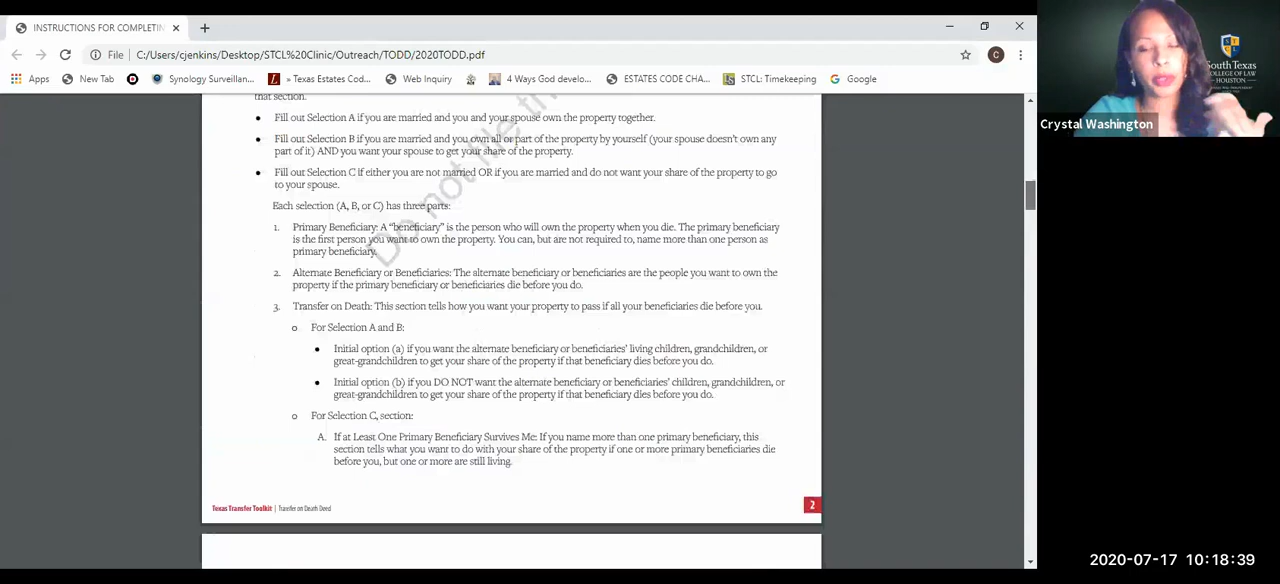 INSTRUCTIONS FOR COMPLETIN
File
C:/Users/cjenkins/Desktop/STCL%20Clinic/Outreach/TODD/2020TODD.pdf
C
Apps
New Tab
Synology Surveillan...
» Texas Estates Cod...
Web Inquiry
4 Ways God develo...
ESTATES CODE CHA...
STCL: Timekeeping
Google
that section.
• Fill out Selection A if you are married and you and your spouse own the property together.
• Fill out Selection B if you are married and you own all or part of the property by yourself (your spouse doesn't own any
part of it) AND you want your spouse to get your share of the property.
• Fill out Selection C if either you are not married OR if you are married and do not want your share of the property to go
to your spouse.
Each selection (A, B, or C) has three parts:
1. Primary Beneficiary: A "beneficiary" is the person who will own the property when you die. The primary beneficiary
is the first person you want to own the property. You can, but are not required to, name more than one person as
primary beneficiary.
2. Alternate Beneficiary or Beneficiaries: The alternate beneficiary or beneficiaries are the people you want to own the
property if the primary beneficiary or beneficiaries die before you do.
3. Transfer on Death: This section tells how you want your property to pass if all your beneficiaries die before you.
o For Selection A and B:
• Initial option (a) if you want the alternate beneficiary or beneficiaries' living children, grandchildren, or
great-grandchildren to get your share of the property if that beneficiary dies before you do.
• Initial option (b) if you DO NOT want the alternate beneficiary or beneficiaries' children, grandchildren, or
great-grandchildren to get your share of the property if that beneficiary dies before you do.
o For Selection C, section:
A. If at Least One Primary Beneficiary Survives Me: If you name more than one primary beneficiary, this
section tells what you want to do with your share of the property if one or more primary beneficiaries die
before you, but one or more are still living.
Texas Transfer Toolkit | Transfer on Death Deed
2
Do not file th
South Texas
COLLEGE OF LAW
HOUSTON
Crystal Washington
2020-07-17 10:18:39